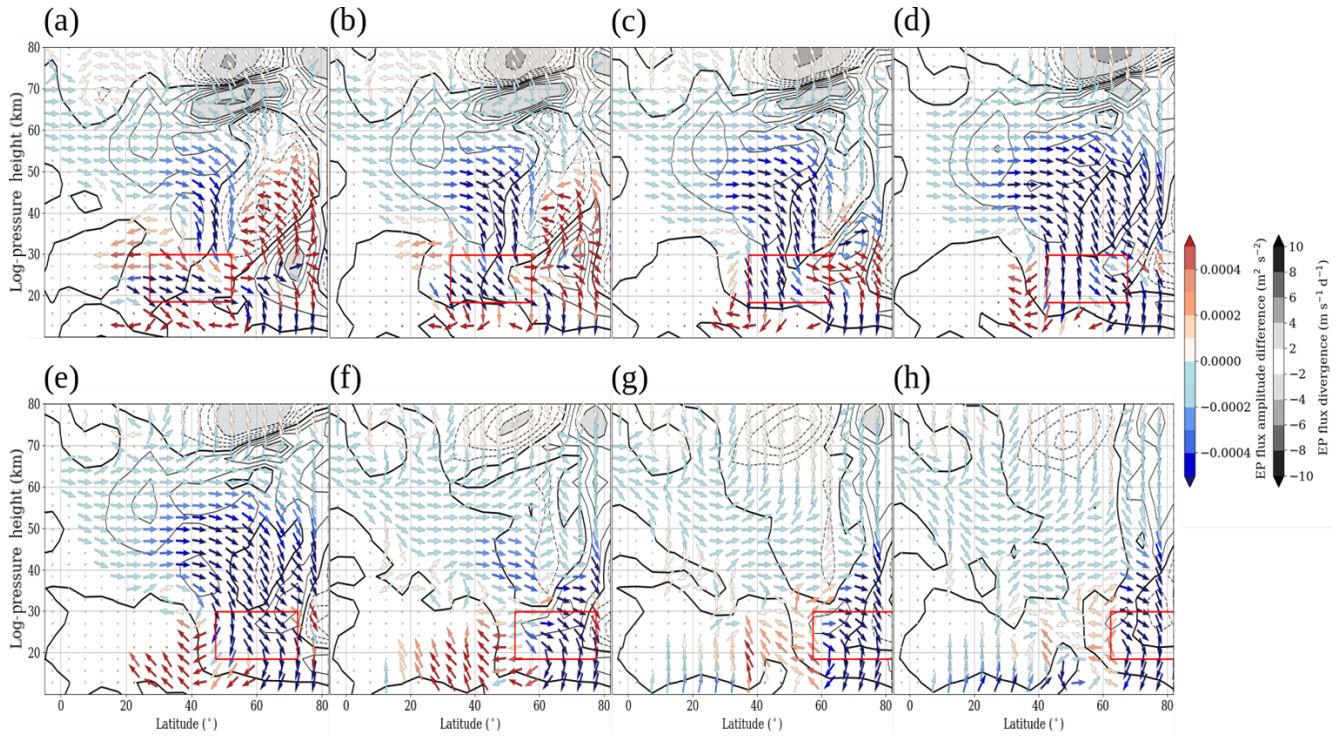 (a)
(b)
(c)
(d)
80
70
60
50
40
30
20
Log-pressure height (km)
(e)
(f)
(g)
(h)
80
70
60
50
40
30
20
Log-pressure height (km)
0 20 40 60 80
0 20 40 60 80
0 20 40 60 80
0 20 40 60 80
Latitude (°)
Latitude (°)
Latitude (°)
Latitude (°)
0.0004
0.0002
0.0000
−0.0002
−0.0004
EP flux amplitude difference (m² s⁻²)
10
8
6
4
2
−2
−4
−6
−8
−10
EP flux divergence (m s⁻¹ d⁻¹)